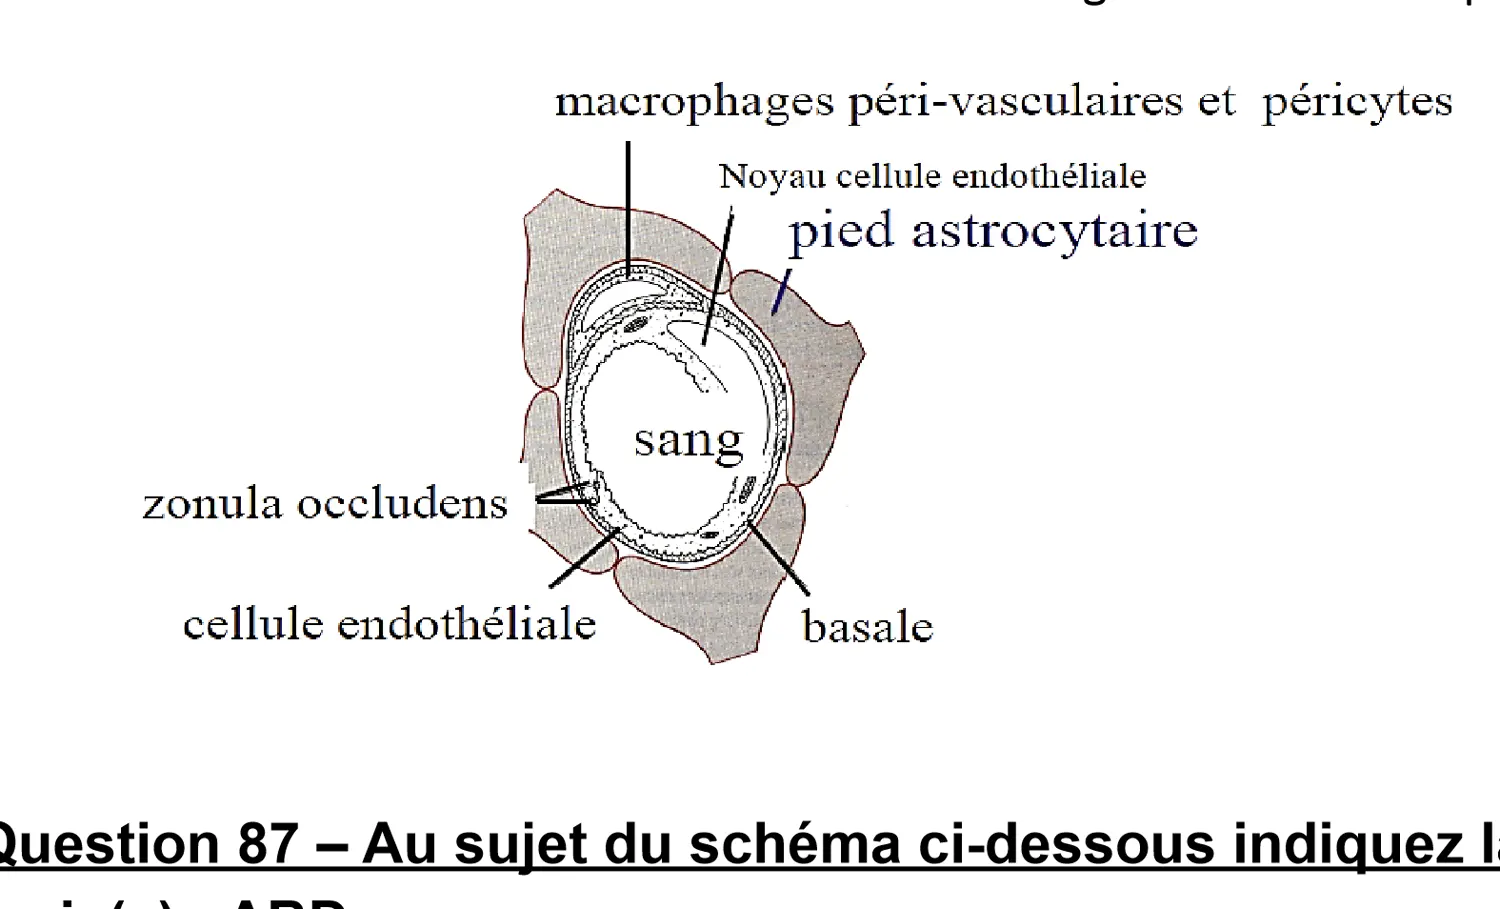 macrophages péri-vasculaires et péricytes
Noyau cellule endothéliale
pied astrocytaire
sang
zonula occludens
cellule endothéliale
basale
Question 87 – Au sujet du schéma ci-dessous indiquez la